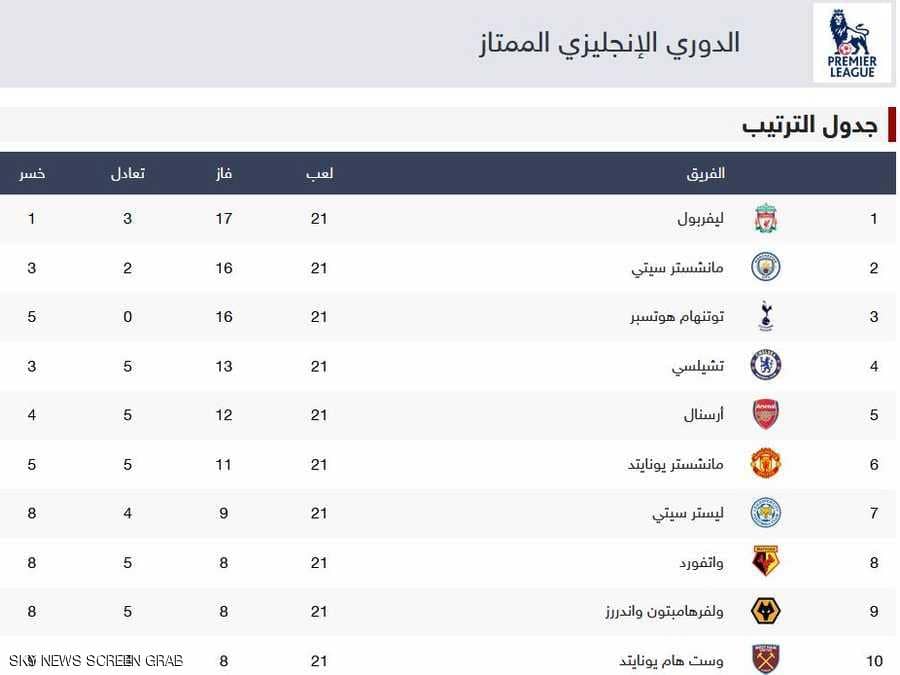 الدوري الإنجليزي الممتاز
PREMIER
LEAGUE
جدول الترتيب
الفريق لعب فاز تعادل خسر
1 ليفربول 21 17 3 1
2 مانشستر سيتي 21 16 2 3
3 توتنهام هوتسبر 21 16 0 5
4 تشيلسي 21 13 5 3
5 أرسنال 21 12 5 4
6 مانشستر يونايتد 21 11 5 5
7 ليستر سيتي 21 9 4 8
8 واتفورد 21 8 5 8
9 ولفرهامبتون واندررز 21 8 5 8
10 وست هام يونايتد 21 8
SKY NEWS SCREEN GRAB